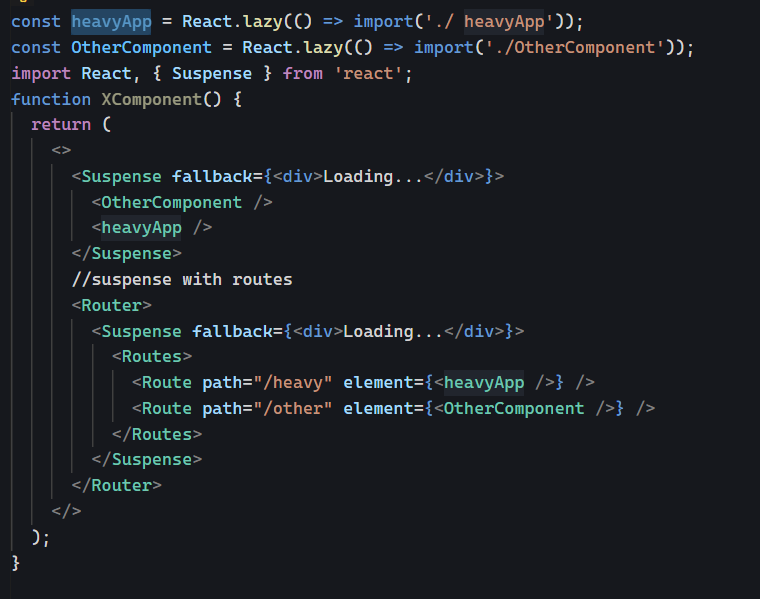 const heavyApp = React.lazy(() => import('./ heavyApp'));
const OtherComponent = React.lazy(() => import('./OtherComponent'));
import React, { Suspense } from 'react';
function XComponent() {
  return (
    <>
      <Suspense fallback={<div>Loading...</div>}>
        <OtherComponent />
        <heavyApp />
      </Suspense>
      //suspense with routes
      <Router>
        <Suspense fallback={<div>Loading...</div>}>
          <Routes>
            <Route path="/heavy" element={<heavyApp />} />
            <Route path="/other" element={<OtherComponent />} />
          </Routes>
        </Suspense>
      </Router>
    </>
  );
}